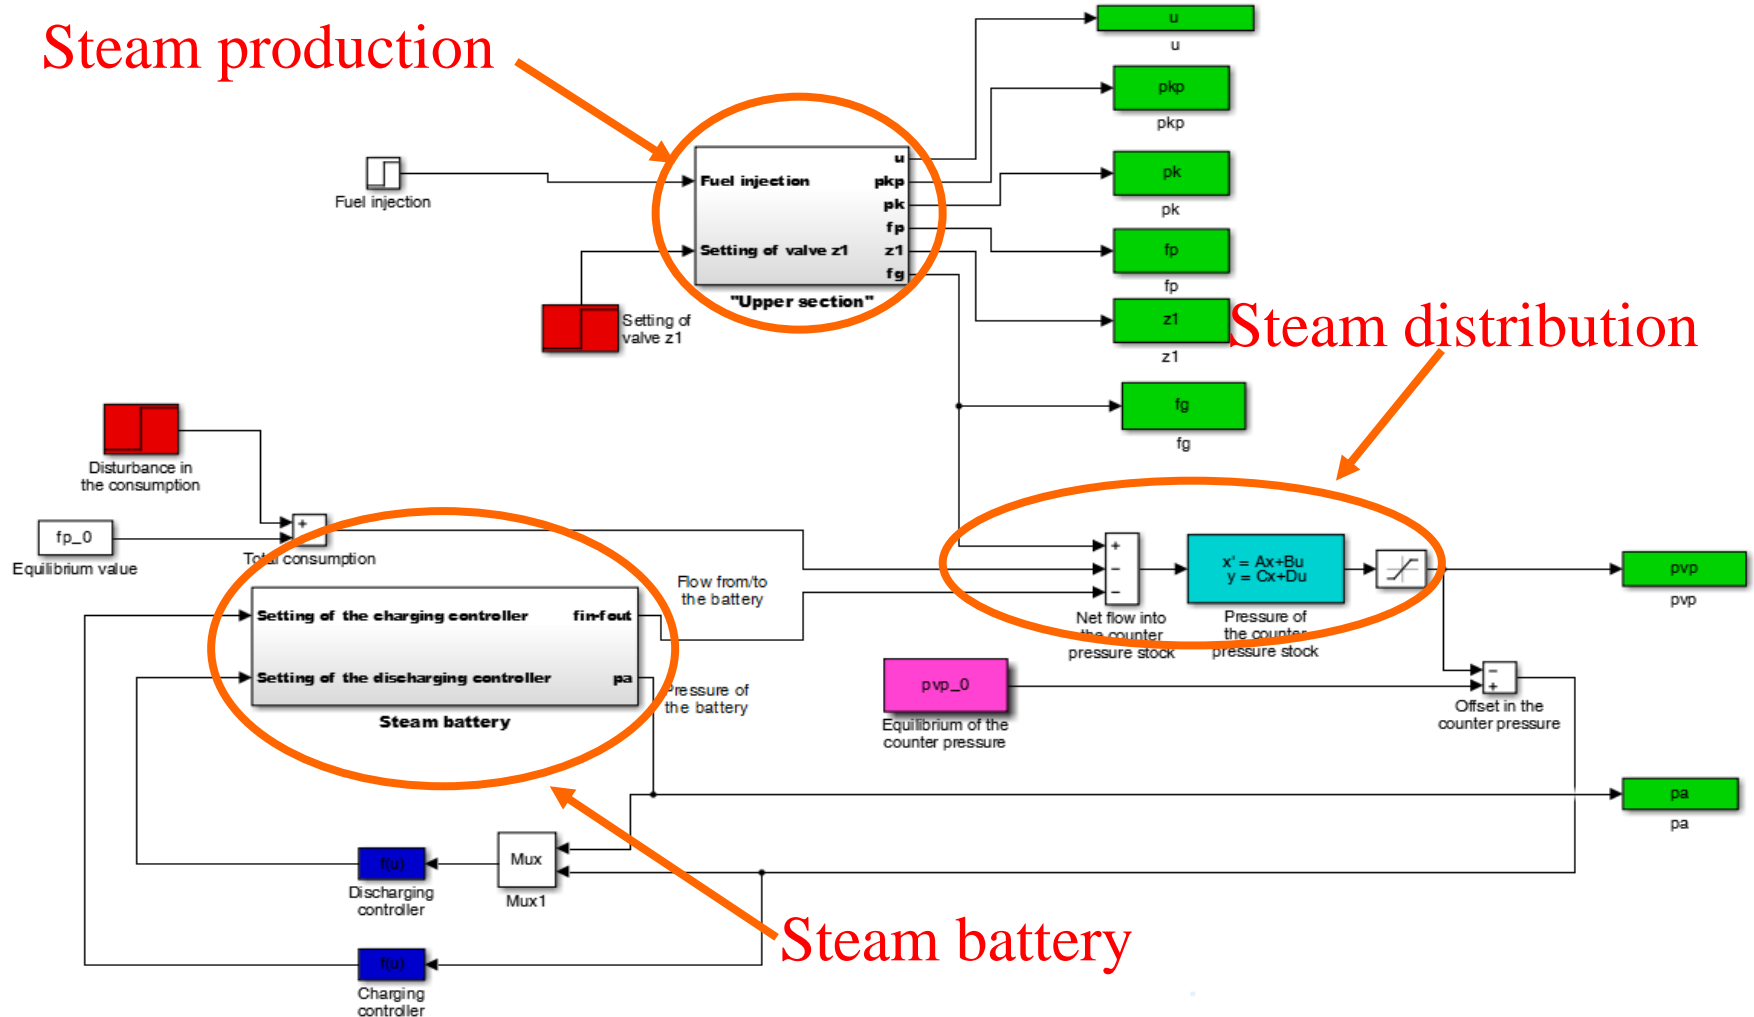 Steam production
u
u
pkp
pkp
Fuel injection
Fuel injection
u
pkp
pk
fp
Setting of valve z1
z1
fg
"Upper section"
pk
pk
fp
fp
Setting of
valve z1
z1
z1
Steam distribution
fg
fg
Disturbance in
the consumption
fp_0
Equilibrium value
+
Total consumption
Flow from/to
the battery
+
−
−
Net flow into
the counter
pressure stock
x' = Ax+Bu
y = Cx+Du
Pressure of
the counter
pressure stock
pvp
pvp
Setting of the charging controller
fin-fout
Setting of the discharging controller
pa
Steam battery
Pressure of
the battery
pvp_0
Equilibrium of the
counter pressure
−
+
Offset in the
counter pressure
pa
pa
Mux
Mux1
f(u)
Discharging
controller
Steam battery
f(u)
Charging
controller